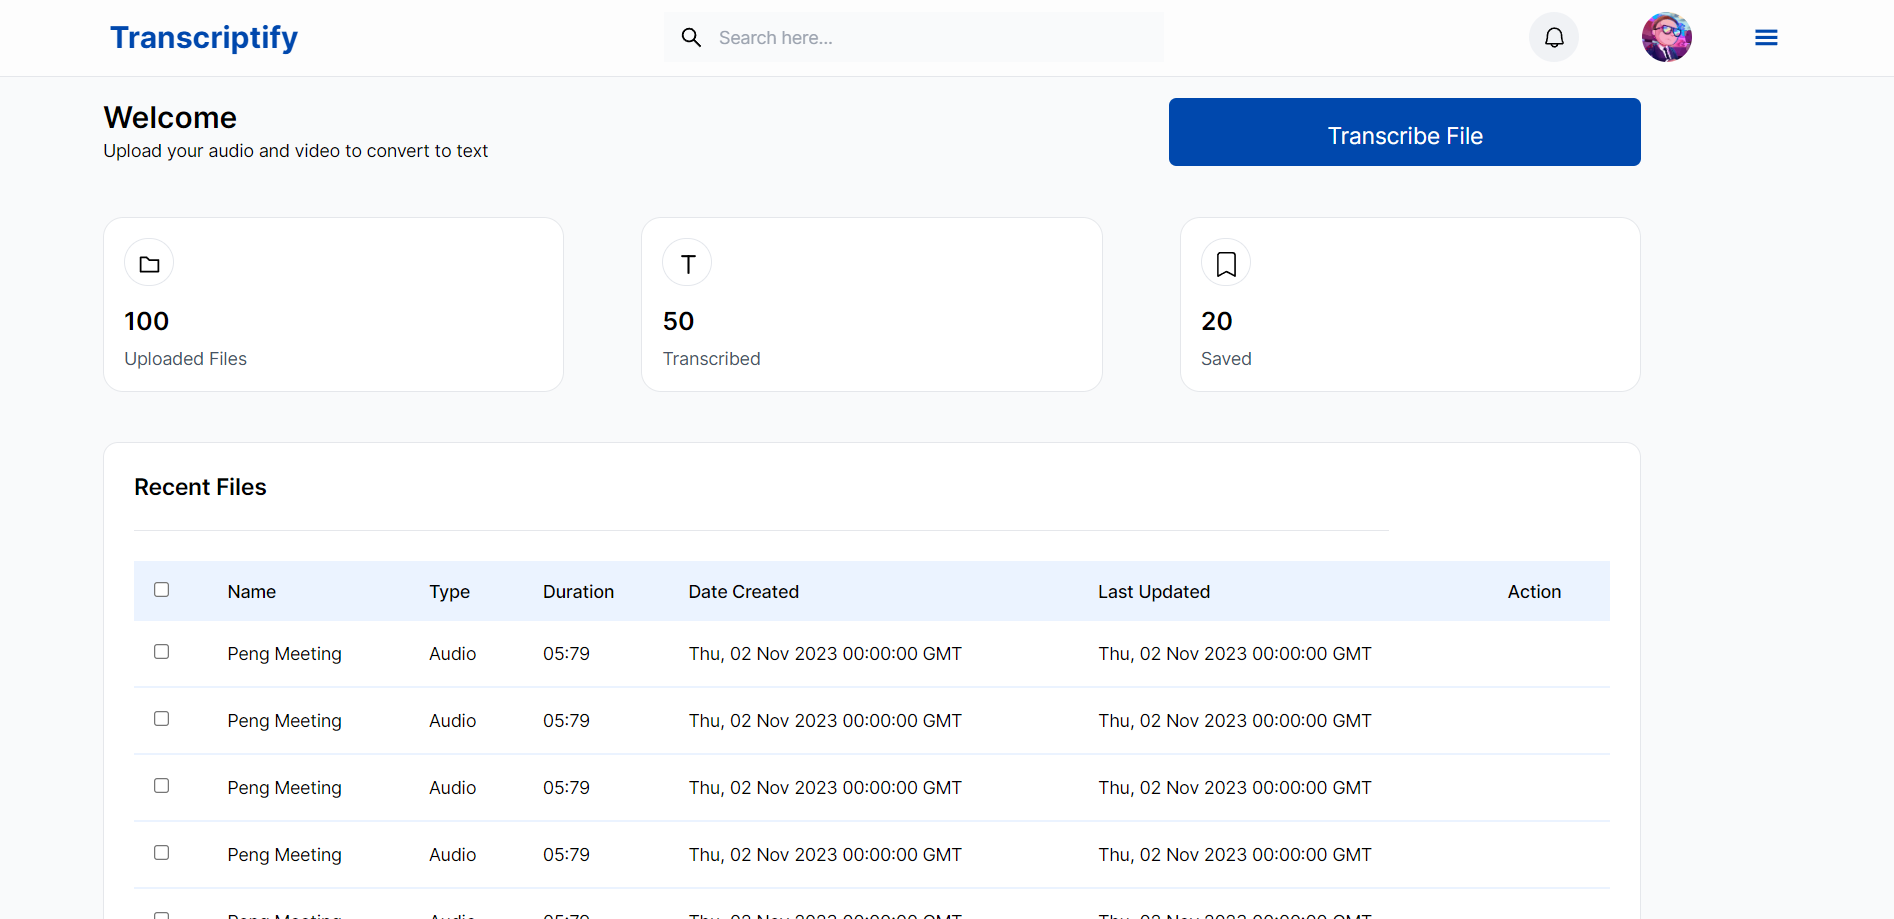 Transcriptify
Search here...
Welcome
Upload your audio and video to convert to text
Transcribe File
T
100
50
20
Uploaded Files
Transcribed
Saved
Recent Files
Name Type Duration Date Created Last Updated Action
Peng Meeting Audio 05:79 Thu, 02 Nov 2023 00:00:00 GMT Thu, 02 Nov 2023 00:00:00 GMT
Peng Meeting Audio 05:79 Thu, 02 Nov 2023 00:00:00 GMT Thu, 02 Nov 2023 00:00:00 GMT
Peng Meeting Audio 05:79 Thu, 02 Nov 2023 00:00:00 GMT Thu, 02 Nov 2023 00:00:00 GMT
Peng Meeting Audio 05:79 Thu, 02 Nov 2023 00:00:00 GMT Thu, 02 Nov 2023 00:00:00 GMT